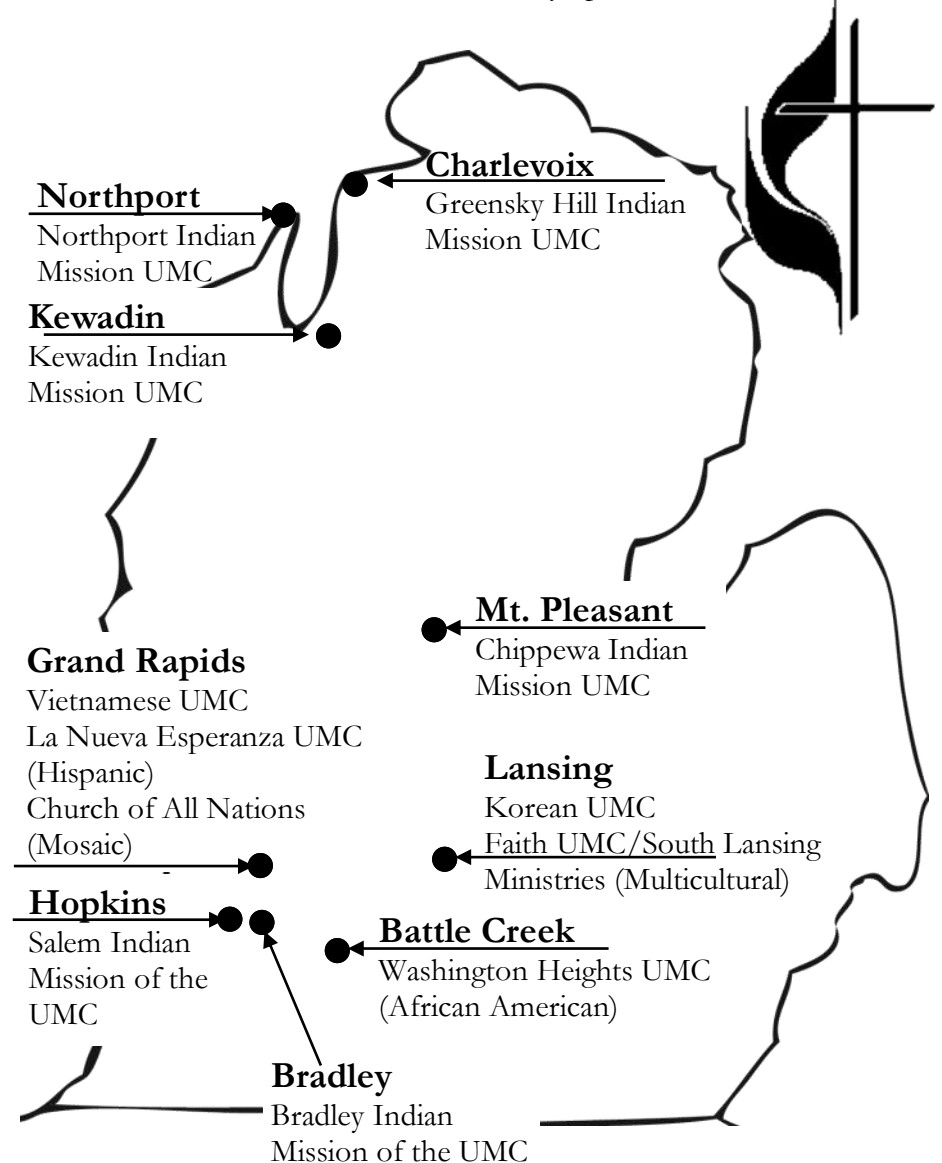 Charlevoix
Greensky Hill Indian
Mission UMC
Northport
Northport Indian
Mission UMC
Kewadin
Kewadin Indian
Mission UMC
Mt. Pleasant
Chippewa Indian
Mission UMC
Grand Rapids
Vietnamese UMC
La Nueva Esperanza UMC
(Hispanic)
Church of All Nations
(Mosaic)
Lansing
Korean UMC
Faith UMC/South Lansing
Ministries (Multicultural)
Hopkins
Salem Indian
Mission of the
UMC
Battle Creek
Washington Heights UMC
(African American)
Bradley
Bradley Indian
Mission of the UMC